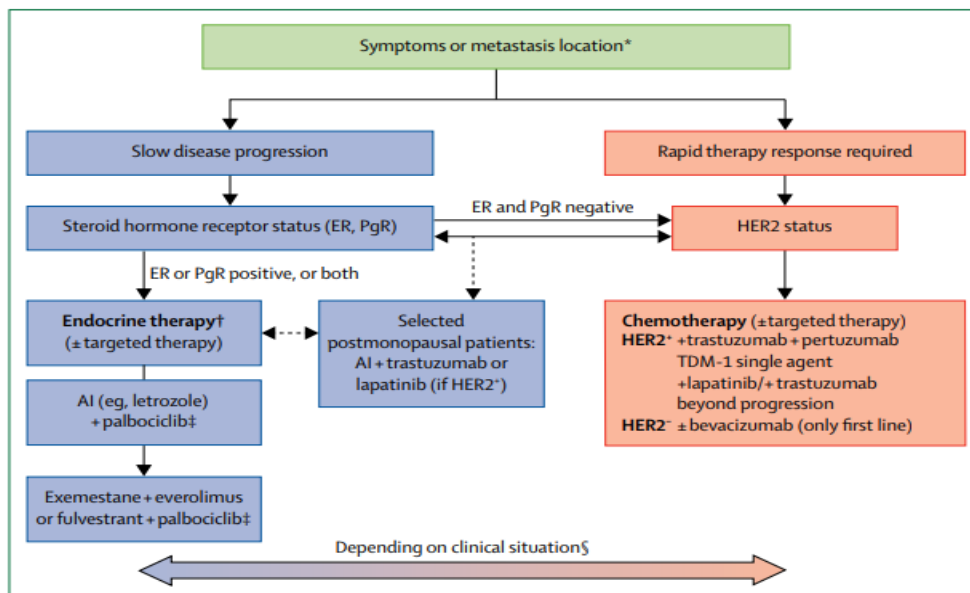 Symptoms or metastasis location*
Slow disease progression
Rapid therapy response required
ER and PgR negative
Steroid hormone receptor status (ER, PgR)
HER2 status
ER or PgR positive, or both
Endocrine therapy†
(± targeted therapy)
Selected
postmonopausal patients:
AI + trastuzumab or
lapatinib (if HER2⁺)
Chemotherapy (± targeted therapy)
HER2⁺ +trastuzumab + pertuzumab
TDM-1 single agent
+lapatinib/+ trastuzumab
beyond progression
HER2⁻ ± bevacizumab (only first line)
AI (eg, letrozole)
+ palbociclib‡
Exemestane + everolimus
or fulvestrant + palbociclib‡
Depending on clinical situation§